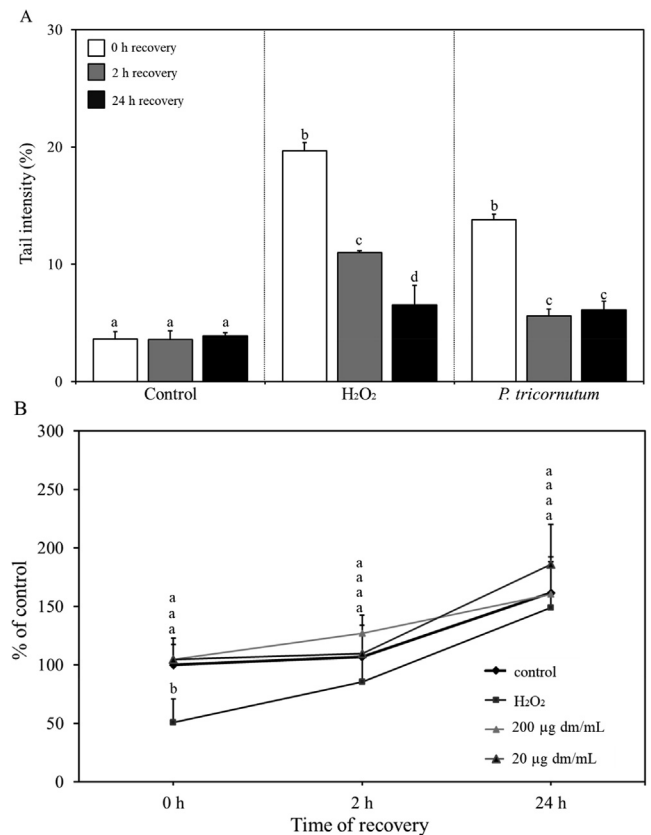 A
30
20
10
0
Tail intensity (%)
0 h recovery
2 h recovery
24 h recovery
a
a
a
b
c
d
b
c
c
Control
H₂O₂
P. tricornutum
B
300
250
200
150
100
50
0
% of control
a
a
a
b
a
a
a
a
a
a
a
a
control
H₂O₂
200 µg dm/mL
20 µg dm/mL
0 h
2 h
24 h
Time of recovery